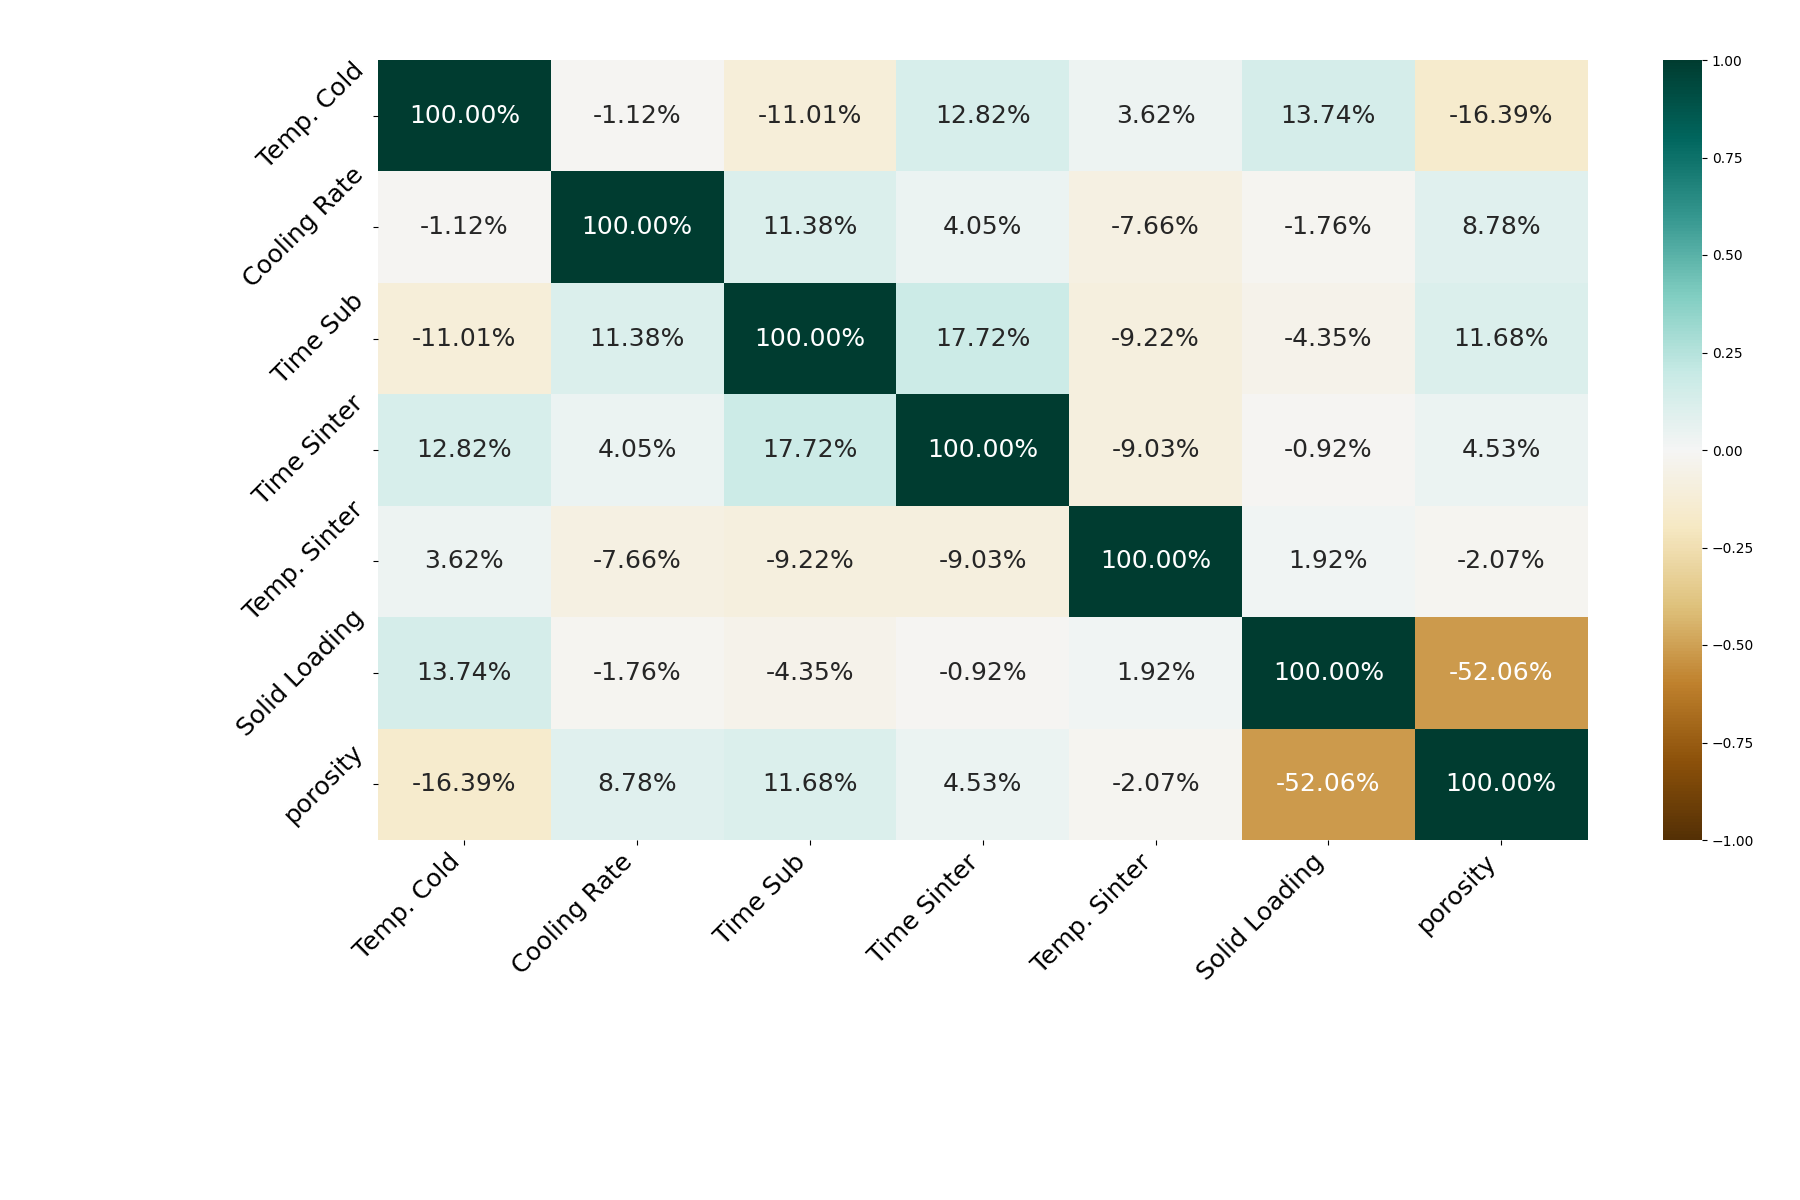 Temp. Cold 100.00% -1.12% -11.01% 12.82% 3.62% 13.74% -16.39%
Cooling Rate -1.12% 100.00% 11.38% 4.05% -7.66% -1.76% 8.78%
Time Sub -11.01% 11.38% 100.00% 17.72% -9.22% -4.35% 11.68%
Time Sinter 12.82% 4.05% 17.72% 100.00% -9.03% -0.92% 4.53%
Temp. Sinter 3.62% -7.66% -9.22% -9.03% 100.00% 1.92% -2.07%
Solid Loading 13.74% -1.76% -4.35% -0.92% 1.92% 100.00% -52.06%
porosity -16.39% 8.78% 11.68% 4.53% -2.07% -52.06% 100.00%
Temp. Cold Cooling Rate Time Sub Time Sinter Temp. Sinter Solid Loading porosity
1.00
0.75
0.50
0.25
0.00
−0.25
−0.50
−0.75
−1.00